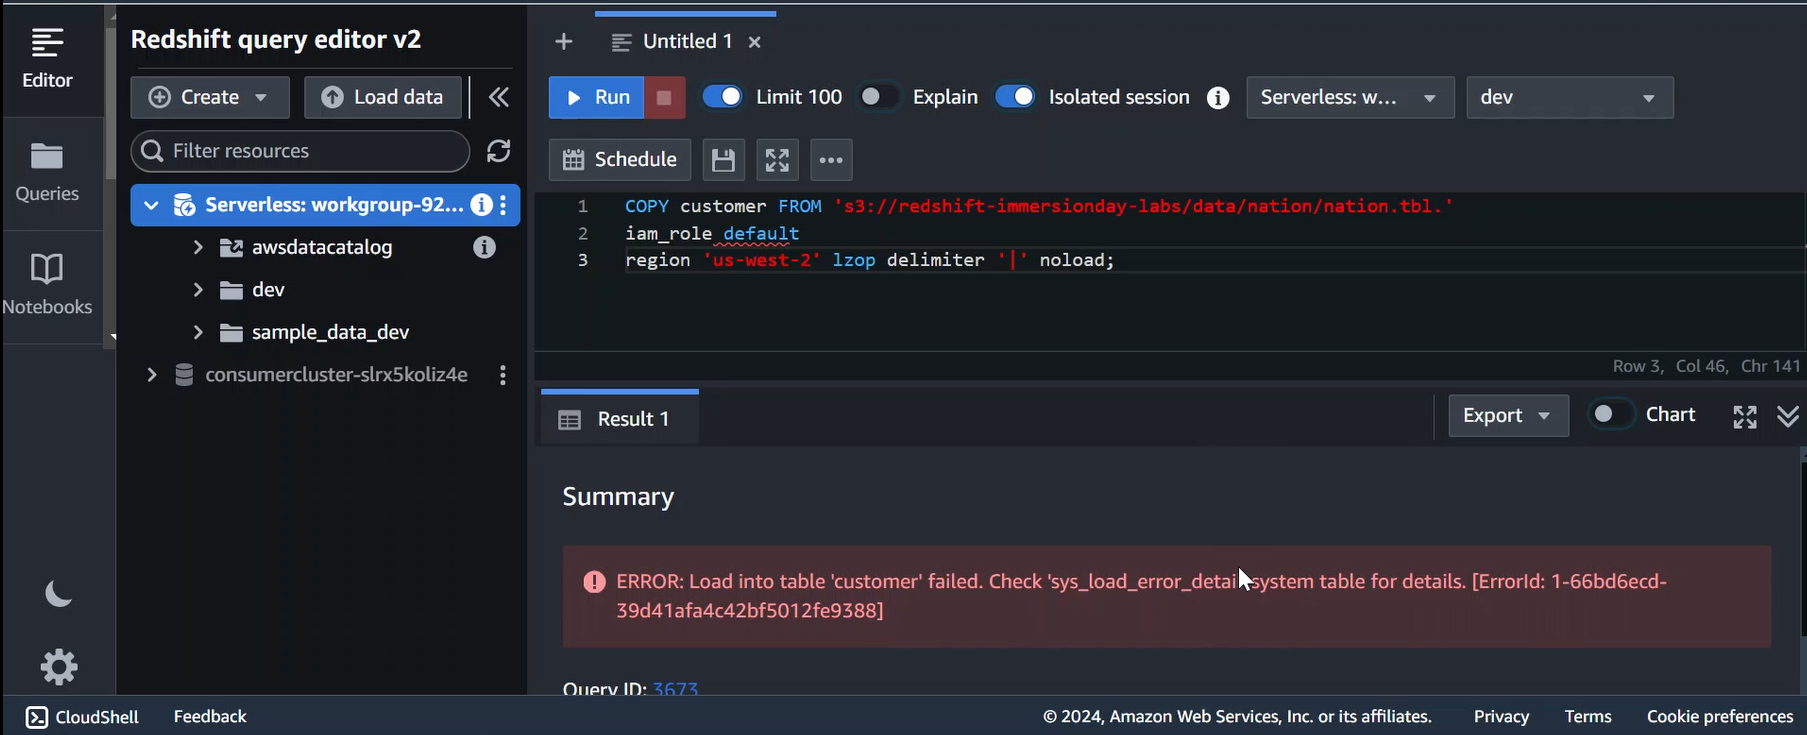 Editor
Queries
Notebooks
Redshift query editor v2
Create
Load data
Filter resources
Serverless: workgroup-92...
awsdatacatalog
dev
sample_data_dev
consumercluster-slrx5koliz4e
Untitled 1
Run
Limit 100
Explain
Isolated session
Serverless: w...
dev
Schedule
1 COPY customer FROM 's3://redshift-immersionday-labs/data/nation/nation.tbl.'
2 iam_role default
3 region 'us-west-2' lzop delimiter '|' noload;
Row 3, Col 46, Chr 141
Result 1
Export
Chart
Summary
ERROR: Load into table 'customer' failed. Check 'sys_load_error_detai system table for details. [ErrorId: 1-66bd6ecd-
39d41afa4c42bf5012fe9388]
Query ID: 3673
CloudShell
Feedback
© 2024, Amazon Web Services, Inc. or its affiliates.
Privacy
Terms
Cookie preferences